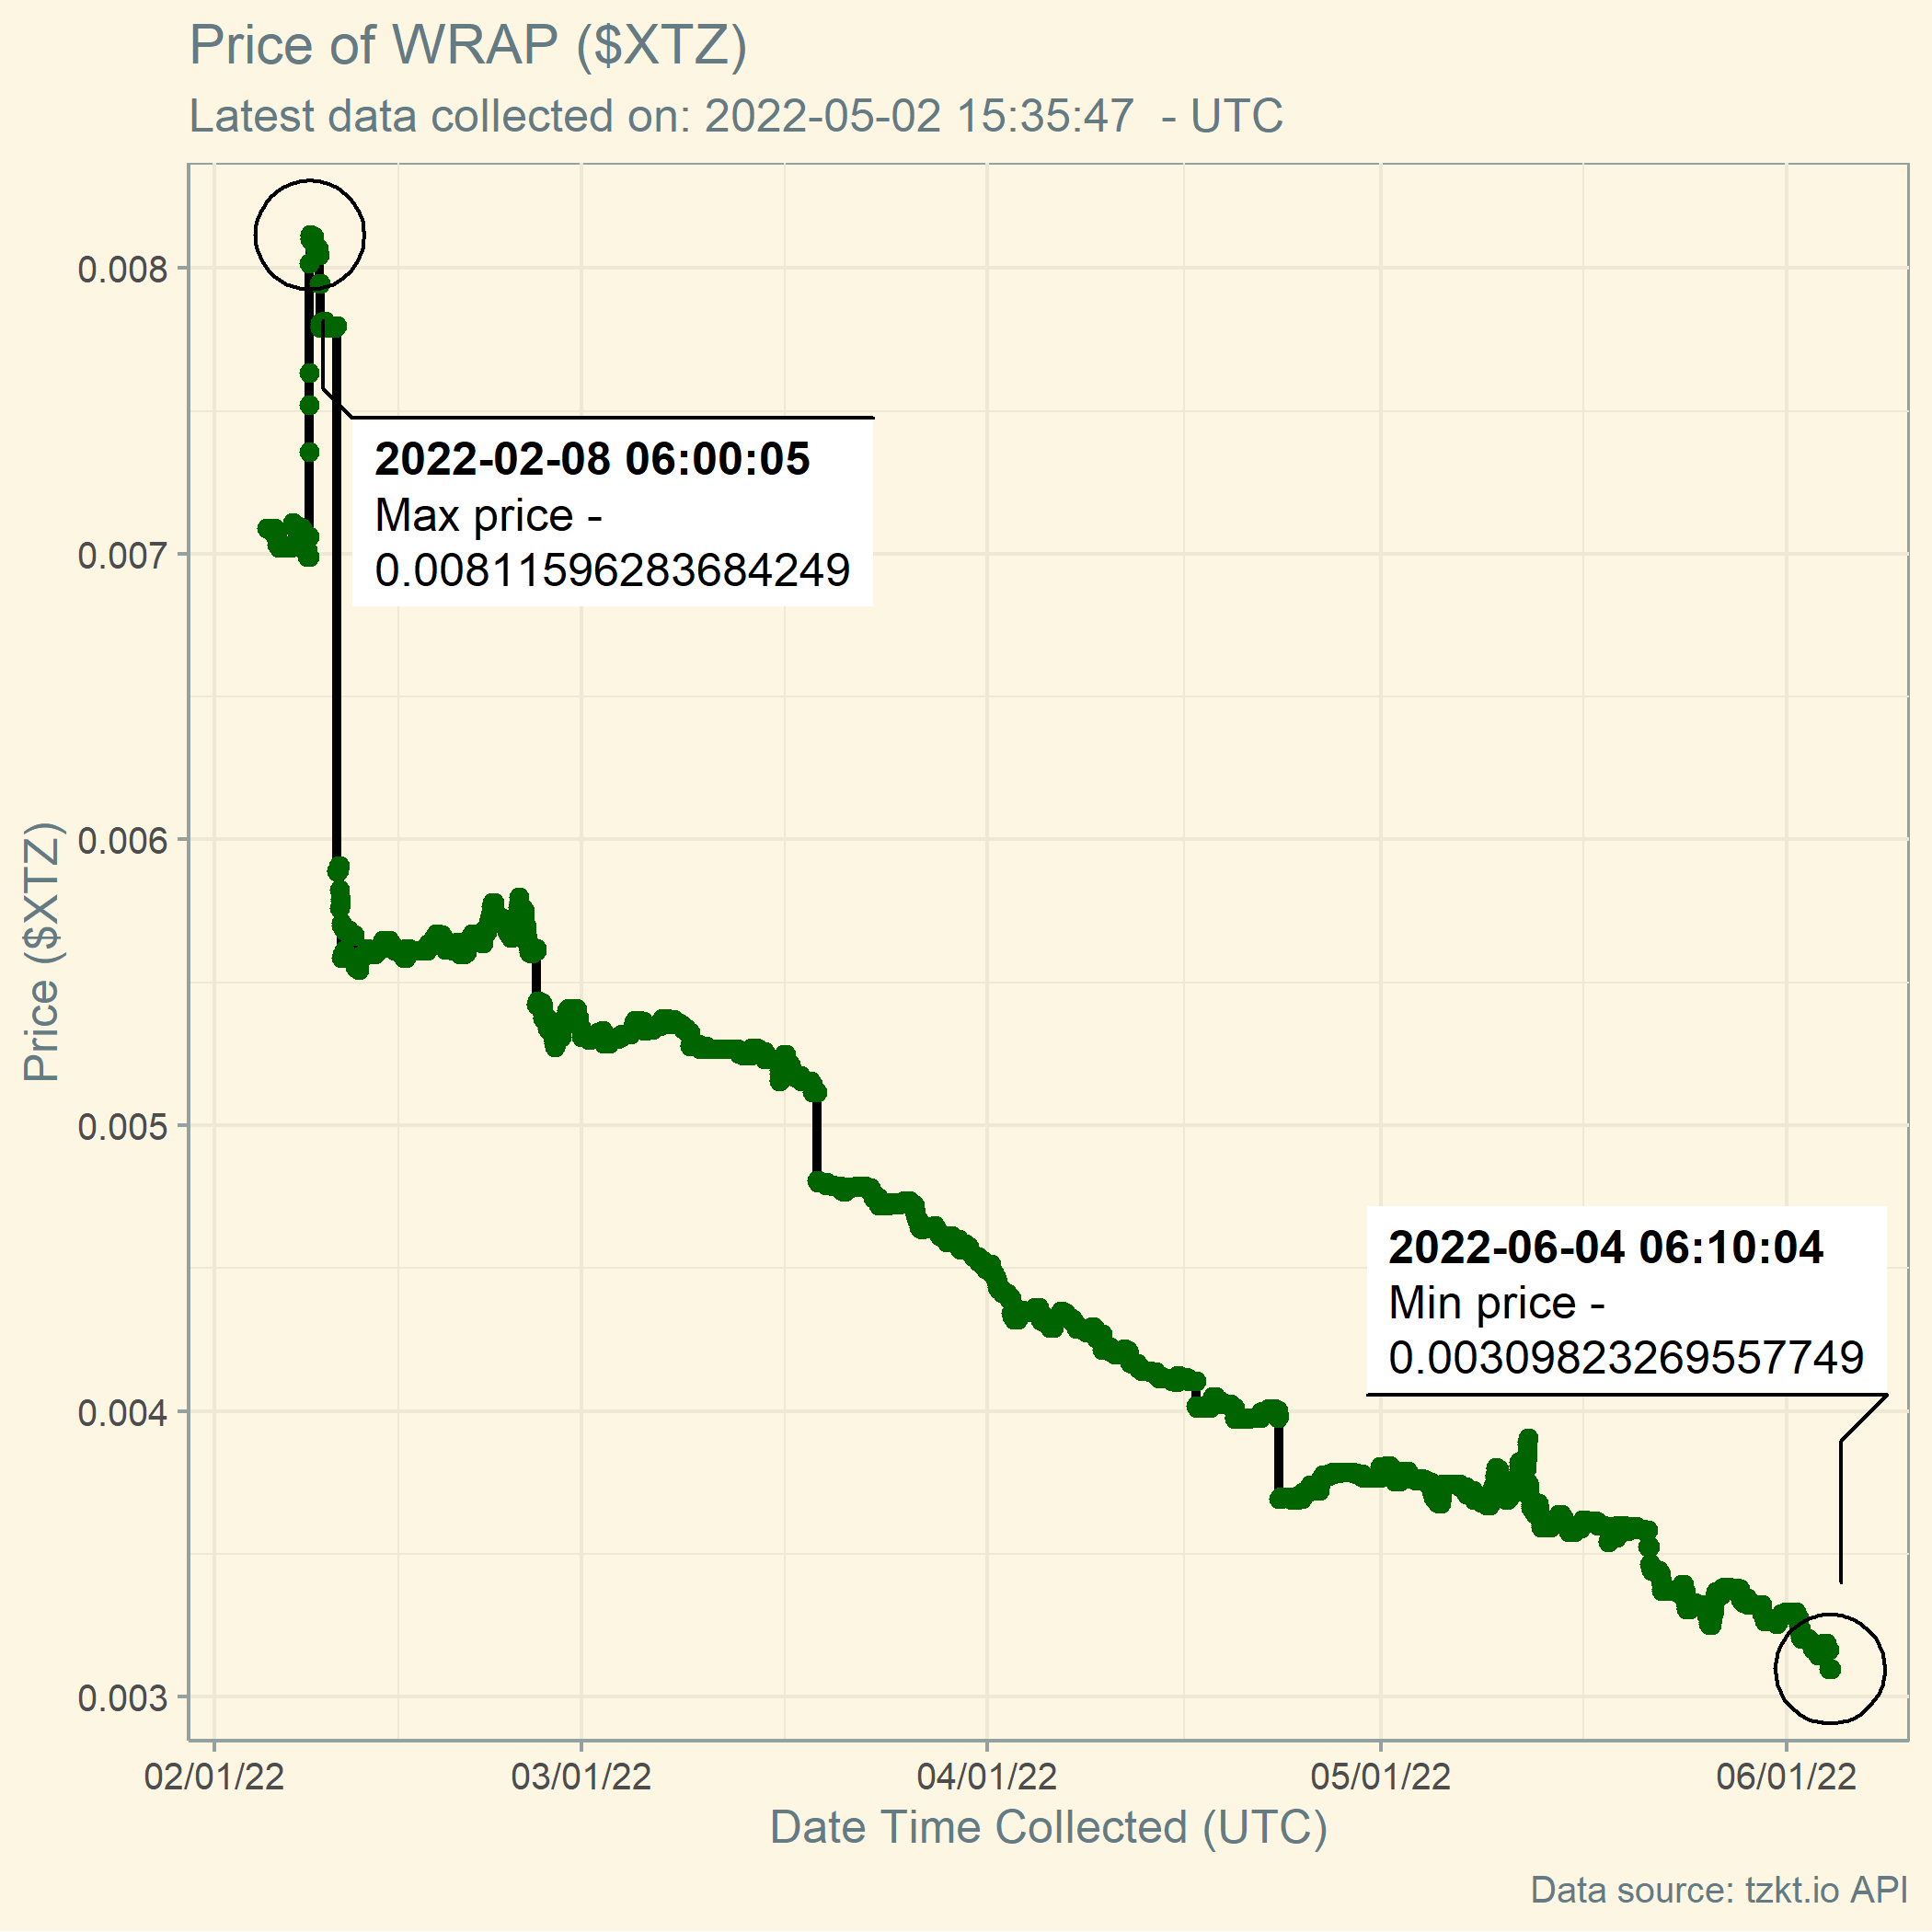 Price of WRAP ($XTZ)
Latest data collected on: 2022-05-02 15:35:47  - UTC
0.008
0.007
0.006
0.005
0.004
0.003
Price ($XTZ)
2022-02-08 06:00:05
Max price -
0.00811596283684249
2022-06-04 06:10:04
Min price -
0.00309823269557749
02/01/22
03/01/22
04/01/22
05/01/22
06/01/22
Date Time Collected (UTC)
Data source: tzkt.io API